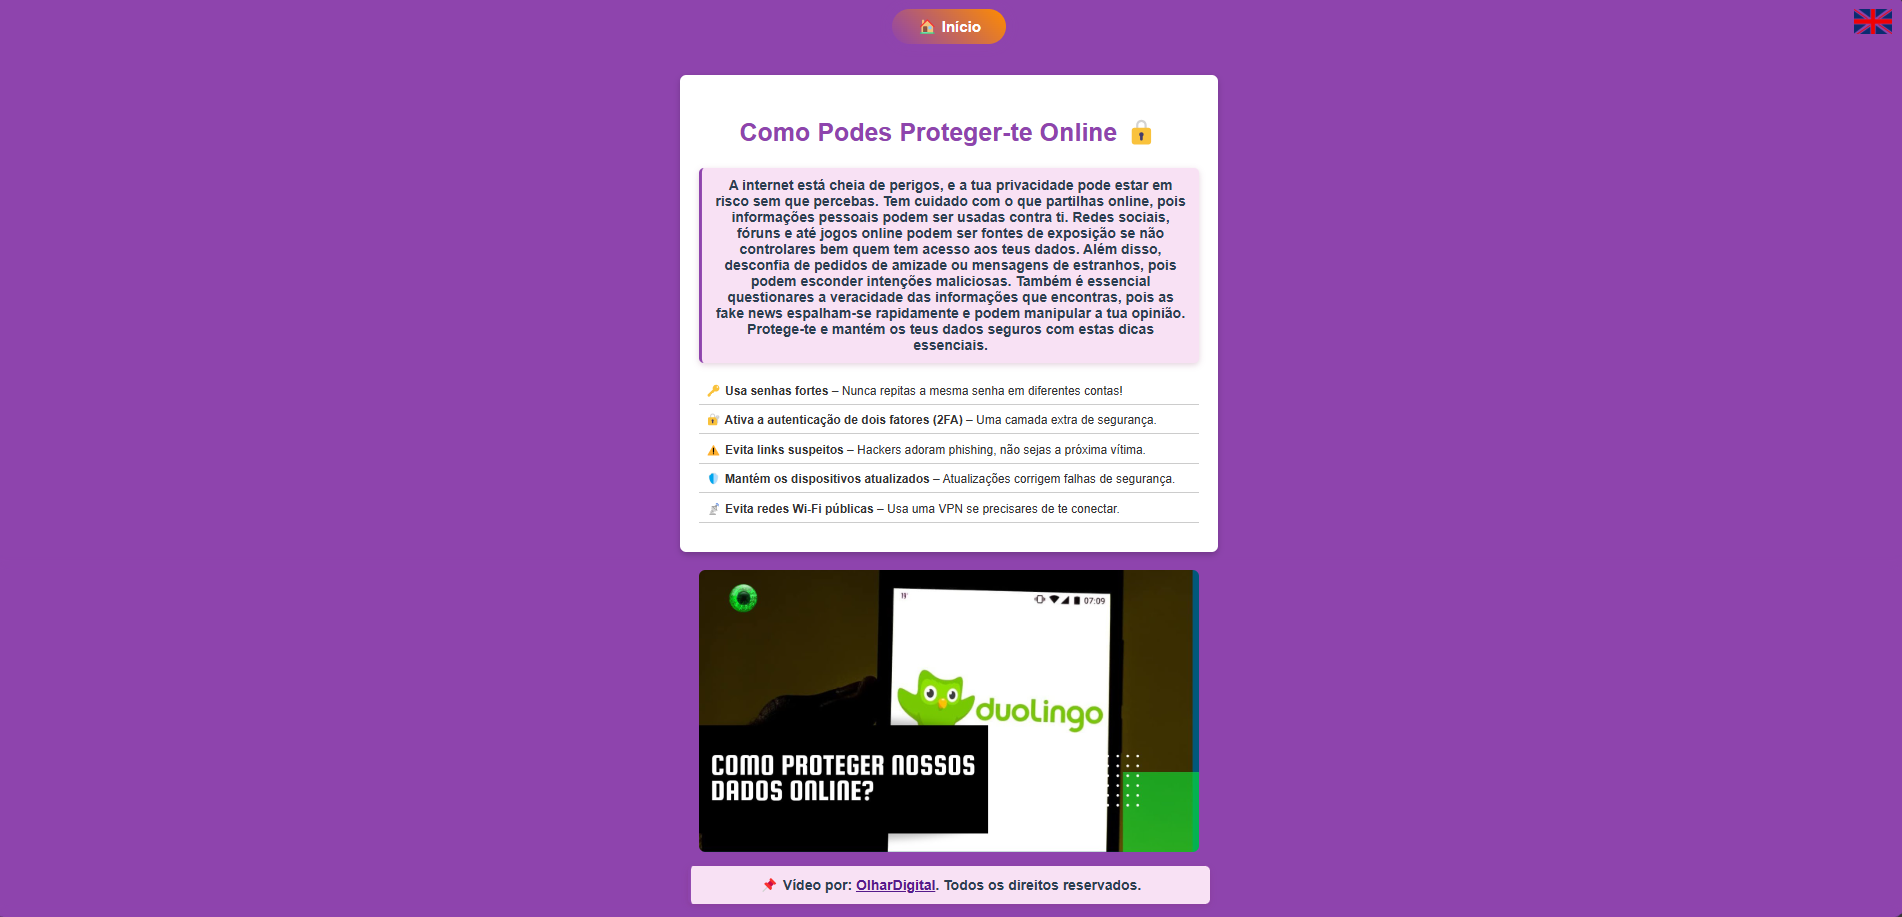 Início
Como Podes Proteger-te Online
A internet está cheia de perigos, e a tua privacidade pode estar em
risco sem que percebas. Tem cuidado com o que partilhas online, pois
informações pessoais podem ser usadas contra ti. Redes sociais,
fóruns e até jogos online podem ser fontes de exposição se não
controlares bem quem tem acesso aos teus dados. Além disso,
desconfia de pedidos de amizade ou mensagens de estranhos, pois
podem esconder intenções maliciosas. Também é essencial
questionares a veracidade das informações que encontras, pois as
fake news espalham-se rapidamente e podem manipular a tua opinião.
Protege-te e mantém os teus dados seguros com estas dicas
essenciais.
Usa senhas fortes – Nunca repitas a mesma senha em diferentes contas!
Ativa a autenticação de dois fatores (2FA) – Uma camada extra de segurança.
Evita links suspeitos – Hackers adoram phishing, não sejas a próxima vítima.
Mantém os dispositivos atualizados – Atualizações corrigem falhas de segurança.
Evita redes Wi-Fi públicas – Usa uma VPN se precisares de te conectar.
07:09
duolingo
COMO PROTEGER NOSSOS
DADOS ONLINE?
Vídeo por: OlharDigital. Todos os direitos reservados.